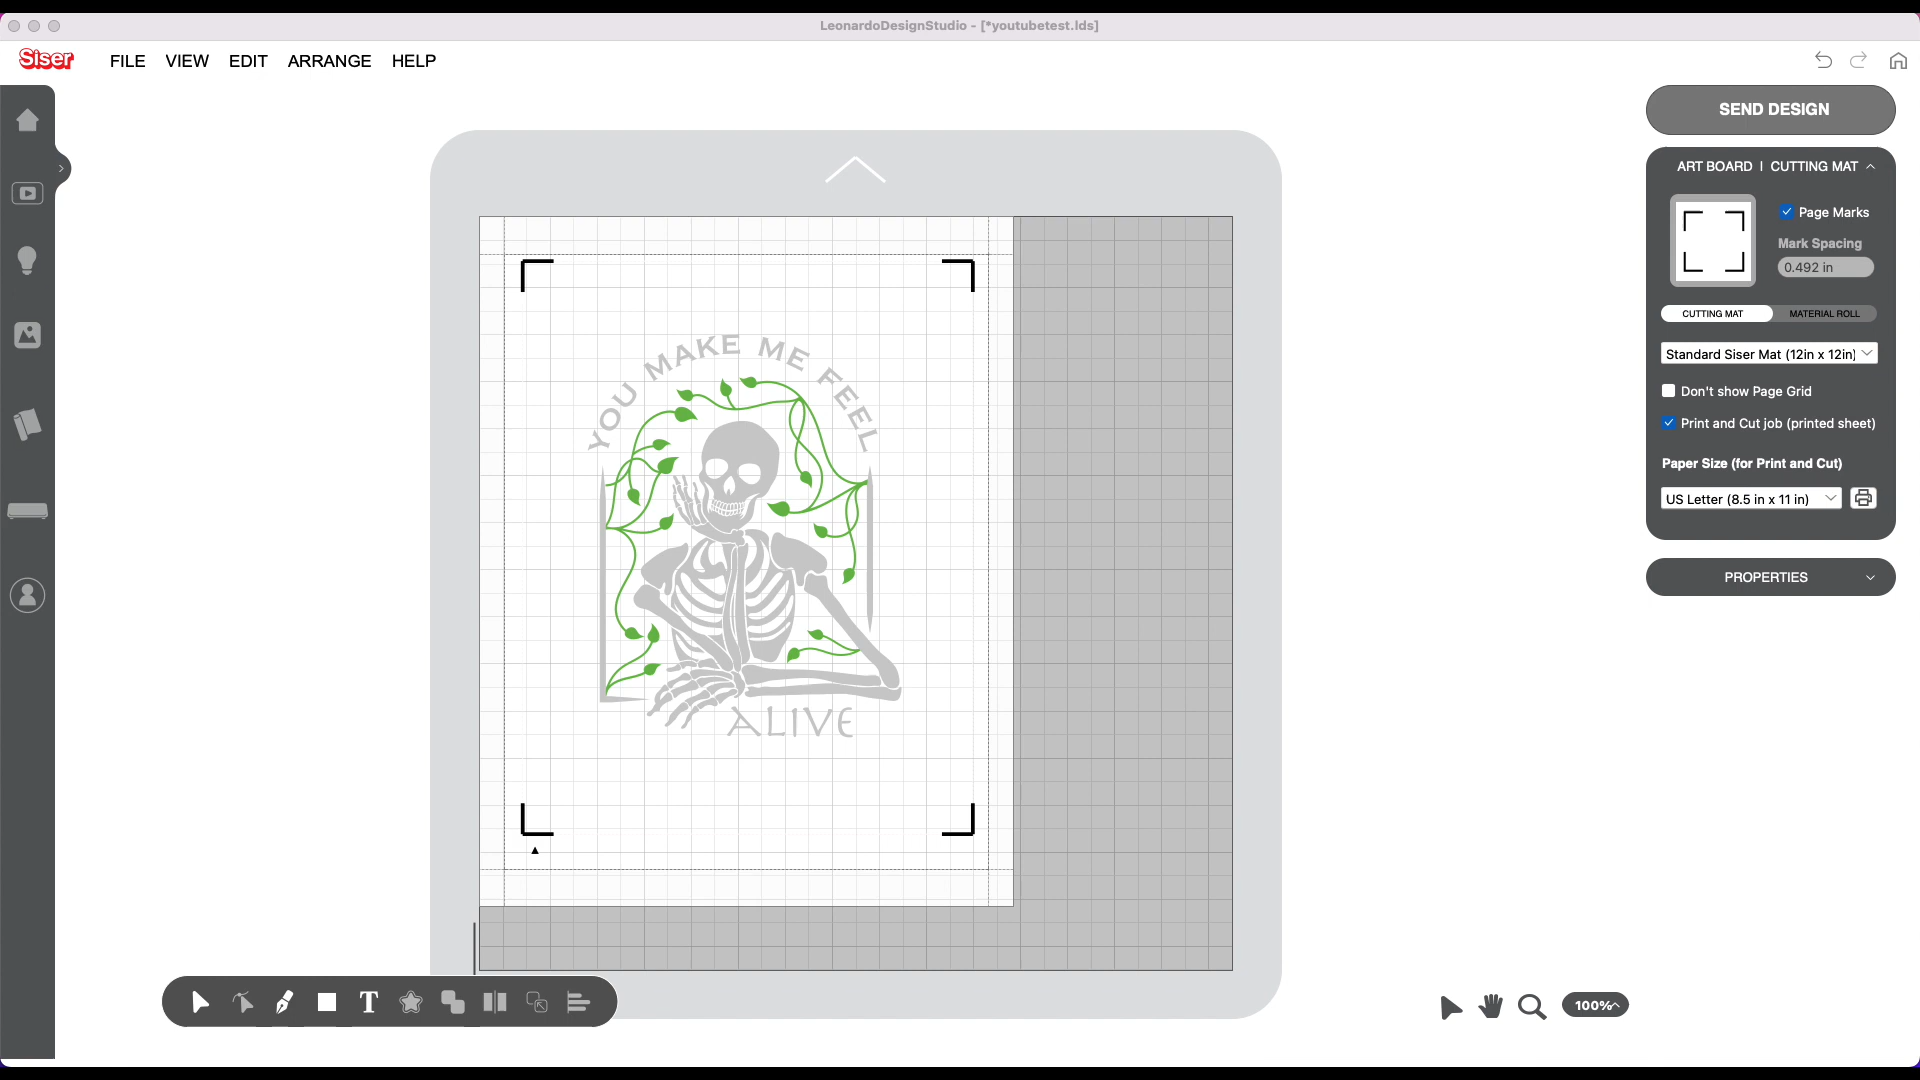 LeonardoDesignStudio - [*youtubetest.lds]
Siser
FILE VIEW EDIT ARRANGE HELP
SEND DESIGN
ART BOARD | CUTTING MAT
Page Marks
Mark Spacing
0.492 in
CUTTING MAT MATERIAL ROLL
Standard Siser Mat (12in x 12in)
Don't show Page Grid
Print and Cut job (printed sheet)
Paper Size (for Print and Cut)
US Letter (8.5 in x 11 in)
PROPERTIES
YOU MAKE ME FEEL
ALIVE
T
100%